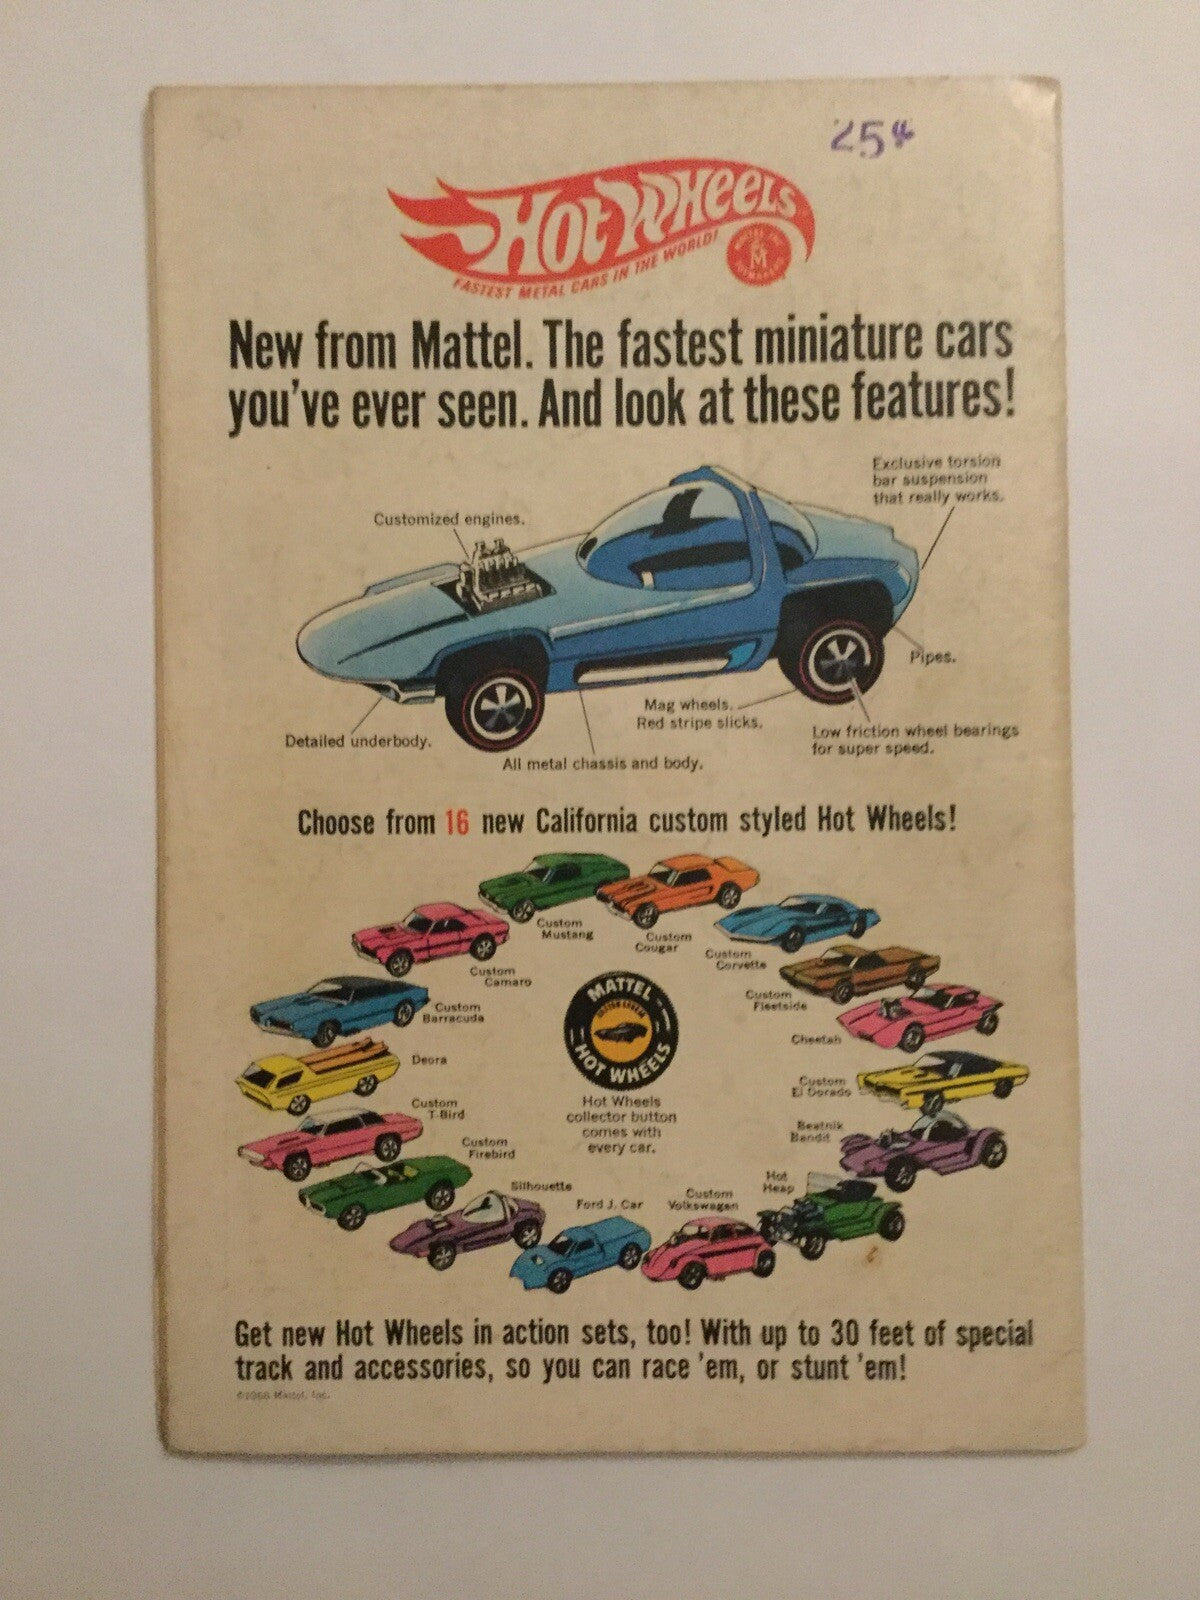 25¢
Hot Wheels
FASTEST METAL CARS IN THE WORLD!
M
New from Mattel. The fastest miniature cars
you've ever seen. And look at these features!
Exclusive torsion
bar suspension
that really works.
Customized engines.
Pipes.
Mag wheels.
Red stripe slicks.
Low friction wheel bearings
for super speed.
Detailed underbody.
All metal chassis and body.
Choose from 16 new California custom styled Hot Wheels!
Custom
Mustang
Custom
Cougar
Custom
Corvette
Custom
Camaro
Custom
Fleetside
Custom
Barracuda
Cheetah
Deora
Custom
El Dorado
Custom
T-Bird
Beatnik
Bandit
Custom
Firebird
Hot
Heap
Silhouette
Ford J. Car
Custom
Volkswagen
MATTEL
HOT WHEELS
Hot Wheels
collector button
comes with
every car.
Get new Hot Wheels in action sets, too! With up to 30 feet of special
track and accessories, so you can race 'em, or stunt 'em!
©1968 Mattel, Inc.